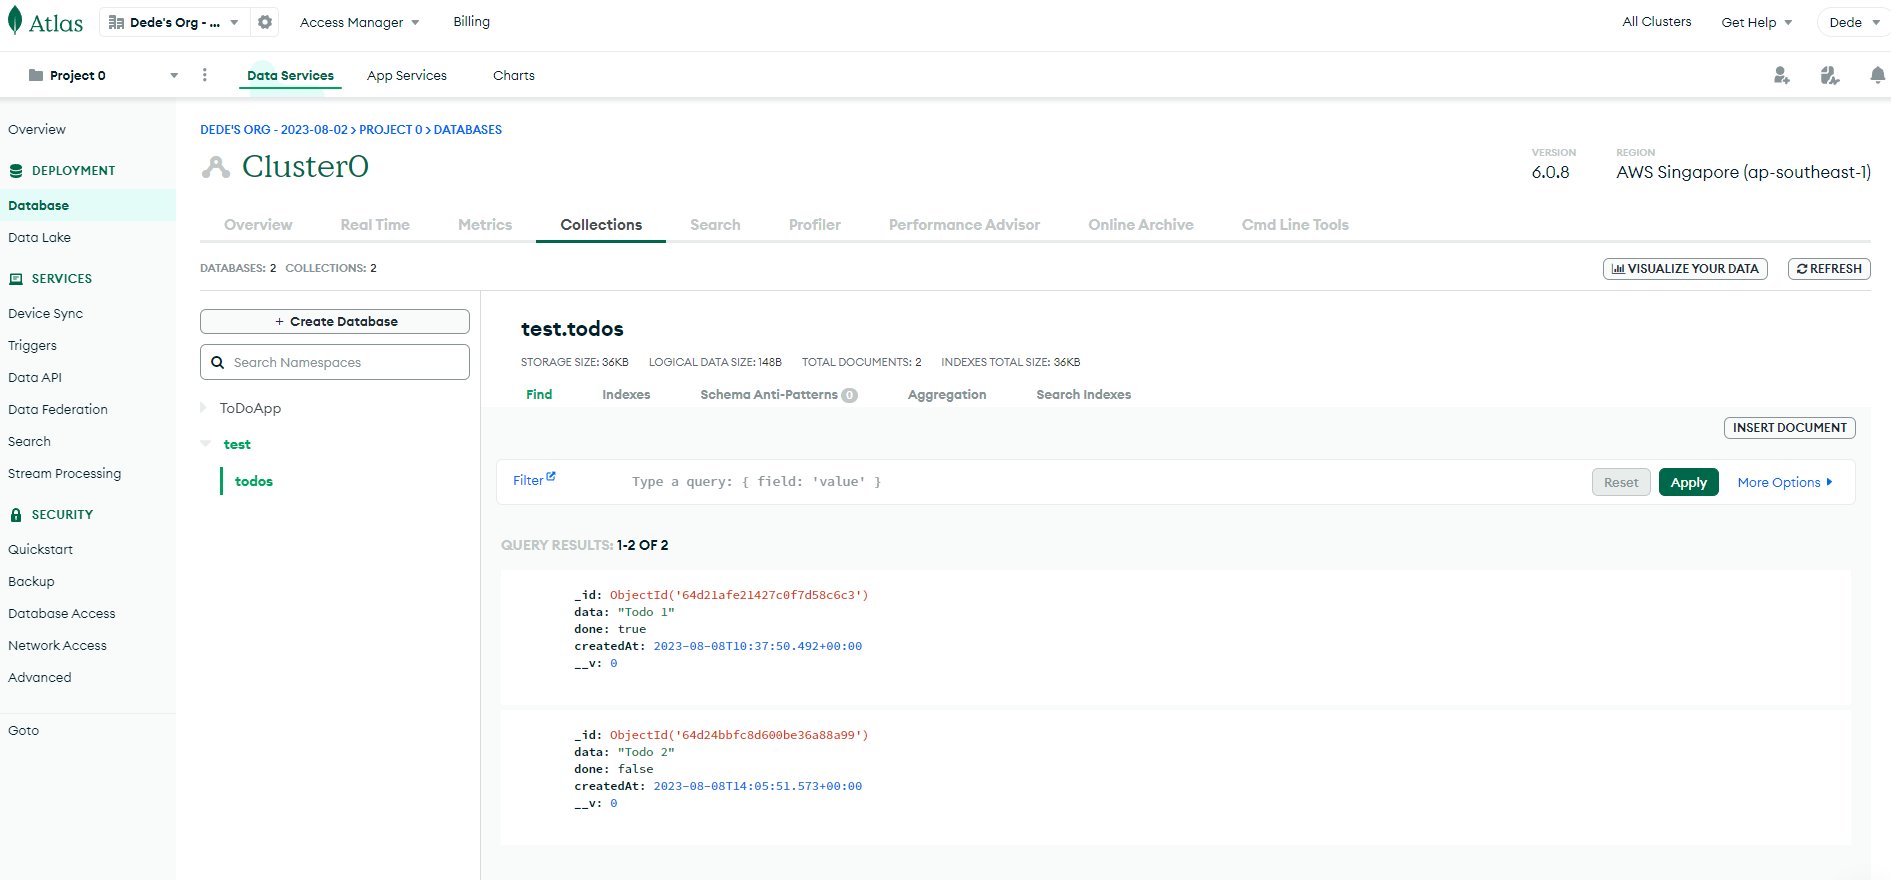 Atlas
Dede's Org - ...
Access Manager
Billing
All Clusters
Get Help
Dede
Project 0
Data Services
App Services
Charts
Overview
DEPLOYMENT
Database
Data Lake
SERVICES
Device Sync
Triggers
Data API
Data Federation
Search
Stream Processing
SECURITY
Quickstart
Backup
Database Access
Network Access
Advanced
Goto
DEDE'S ORG - 2023-08-02 > PROJECT 0 > DATABASES
Cluster0
VERSION
6.0.8
REGION
AWS Singapore (ap-southeast-1)
Overview
Real Time
Metrics
Collections
Search
Profiler
Performance Advisor
Online Archive
Cmd Line Tools
DATABASES: 2 COLLECTIONS: 2
VISUALIZE YOUR DATA
REFRESH
+ Create Database
Search Namespaces
ToDoApp
test
todos
test.todos
STORAGE SIZE: 36KB LOGICAL DATA SIZE: 148B TOTAL DOCUMENTS: 2 INDEXES TOTAL SIZE: 36KB
Find
Indexes
Schema Anti-Patterns 0
Aggregation
Search Indexes
INSERT DOCUMENT
Filter
Type a query: { field: 'value' }
Reset
Apply
More Options
QUERY RESULTS: 1-2 OF 2
_id: ObjectId('64d21afe21427c0f7d58c6c3')
data: "Todo 1"
done: true
createdAt: 2023-08-08T10:37:50.492+00:00
__v: 0
_id: ObjectId('64d24bbfc8d600be36a88a99')
data: "Todo 2"
done: false
createdAt: 2023-08-08T14:05:51.573+00:00
__v: 0